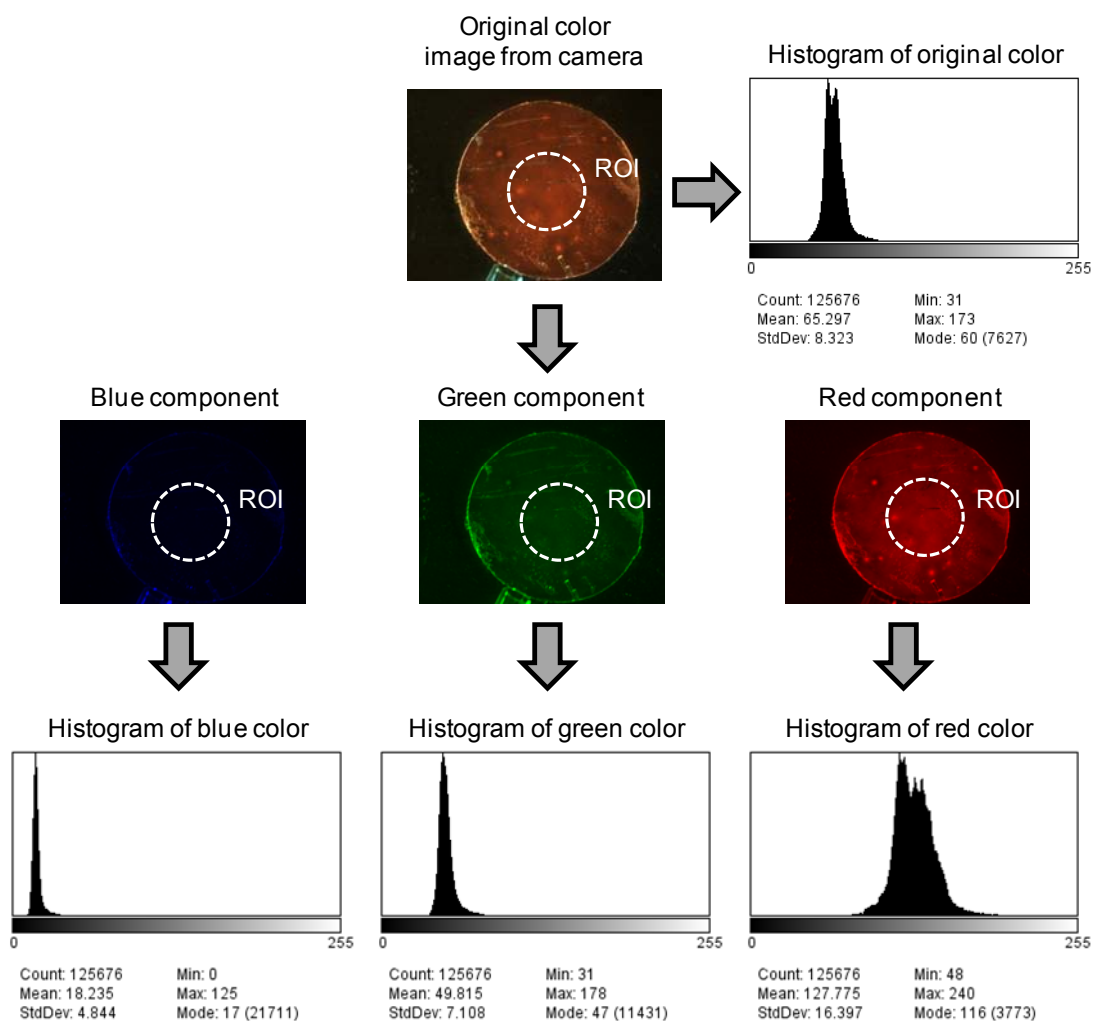 Original color
image from camera
Histogram of original color
ROI
0
255
Count: 125676
Min: 31
Mean: 65.297
Max: 173
StdDev: 8.323
Mode: 60 (7627)
Blue component
Green component
Red component
ROI
ROI
ROI
Histogram of blue color
Histogram of green color
Histogram of red color
0
255
0
255
0
255
Count: 125676
Min: 0
Mean: 18.235
Max: 125
StdDev: 4.844
Mode: 17 (21711)
Count: 125676
Min: 31
Mean: 49.815
Max: 178
StdDev: 7.108
Mode: 47 (11431)
Count: 125676
Min: 48
Mean: 127.775
Max: 240
StdDev: 16.397
Mode: 116 (3773)